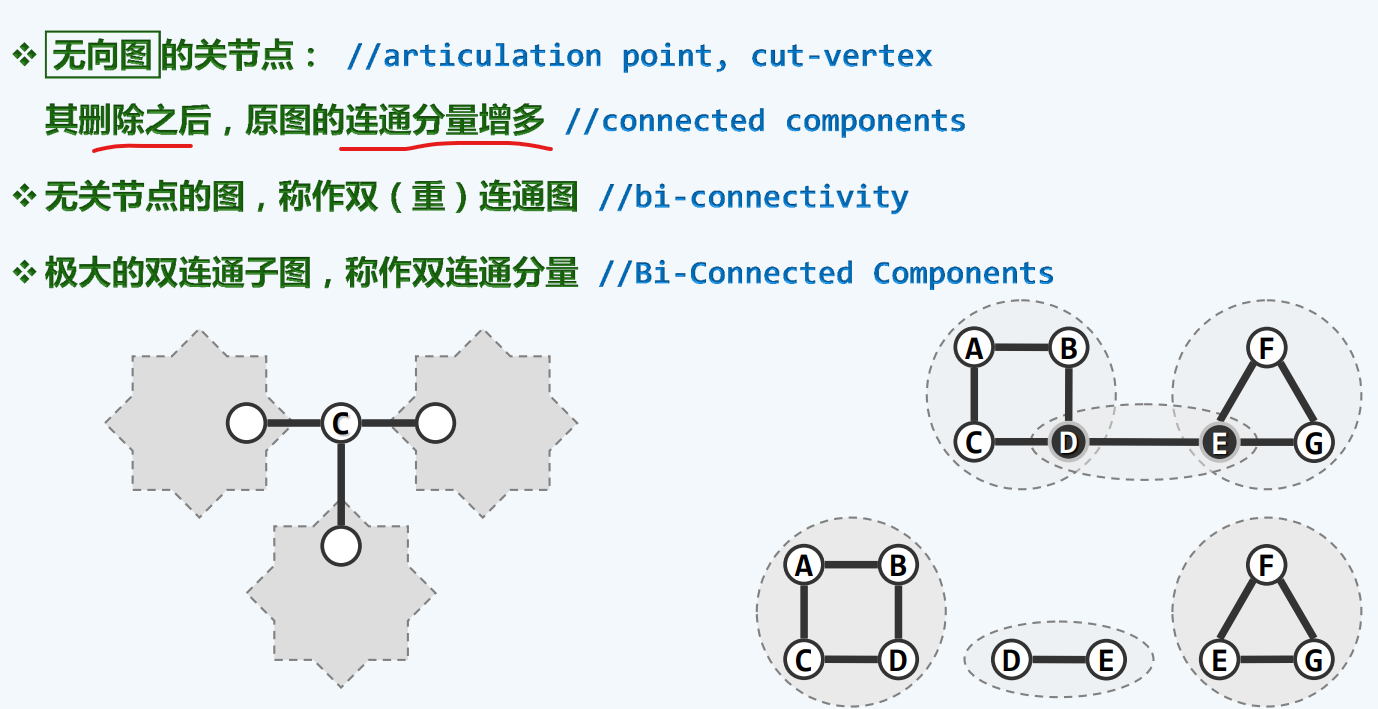 ❖ 无向图的关节点： //articulation point, cut-vertex
其删除之后，原图的连通分量增多 //connected components
❖ 无关节点的图，称作双（重）连通图 //bi-connectivity
❖ 极大的双连通子图，称作双连通分量 //Bi-Connected Components
A B F
C
C D E G
A B F
C D D E E G